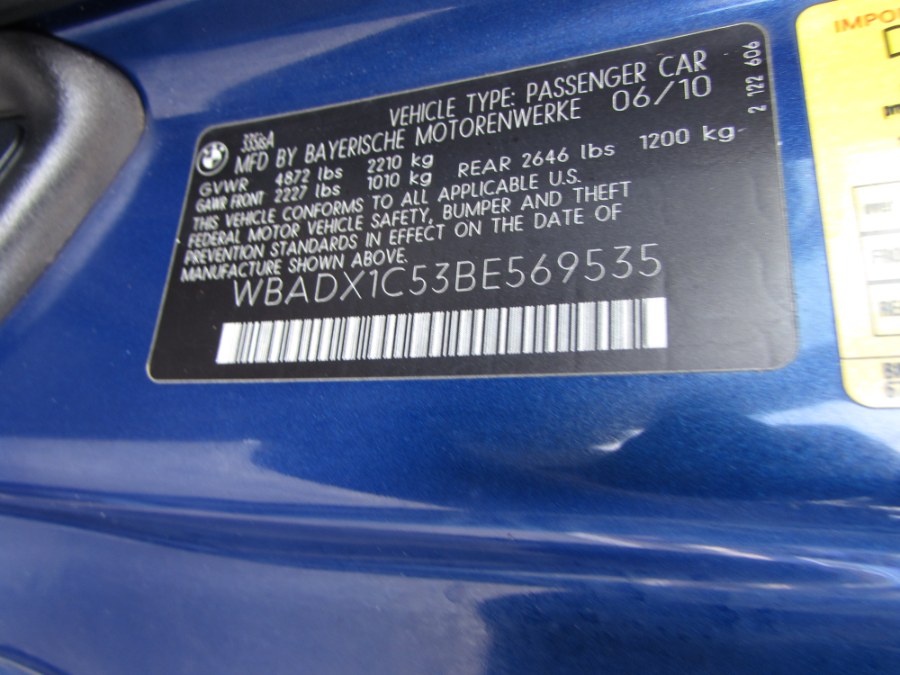 335isA
VEHICLE TYPE: PASSENGER CAR
MFD BY BAYERISCHE MOTORENWERKE 06/10
GVWR 4872 lbs 2210 kg
GAWR FRONT 2227 lbs 1010 kg REAR 2646 lbs 1200 kg
THIS VEHICLE CONFORMS TO ALL APPLICABLE U.S.
FEDERAL MOTOR VEHICLE SAFETY, BUMPER AND THEFT
PREVENTION STANDARDS IN EFFECT ON THE DATE OF
MANUFACTURE SHOWN ABOVE.
WBADX1C53BE569535
2 122 606